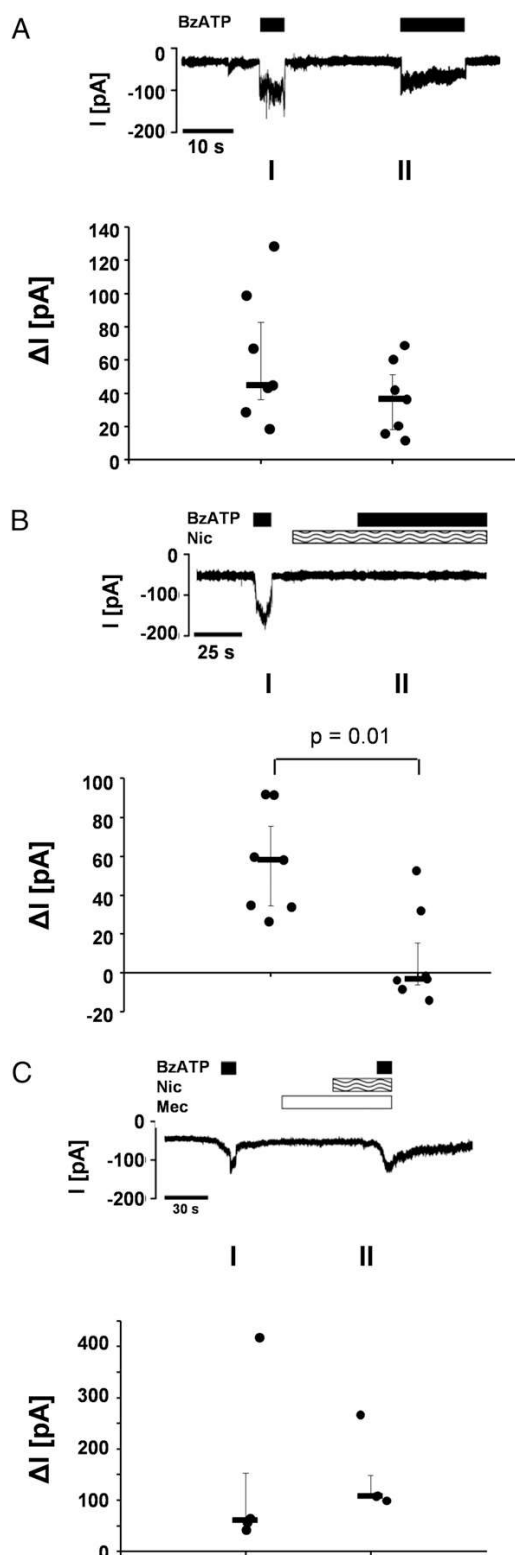 A
BzATP
I [pA]
0
-100
-200
10 s
I II
ΔI [pA]
140
120
100
80
60
40
20
0
B
BzATP
Nic
I [pA]
0
-100
-200
25 s
I II
p = 0.01
ΔI [pA]
100
80
60
40
20
0
-20
C
BzATP
Nic
Mec
I [pA]
0
-100
-200
30 s
I II
ΔI [pA]
400
300
200
100
0